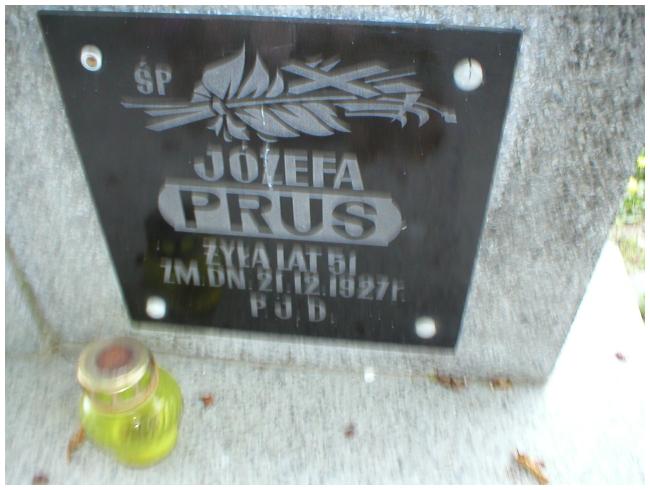 ŚP
JÓZEFA
PRUS
ŻYŁA LAT 51
ZM. DN. 21.12.1927 r.
P. J. D.